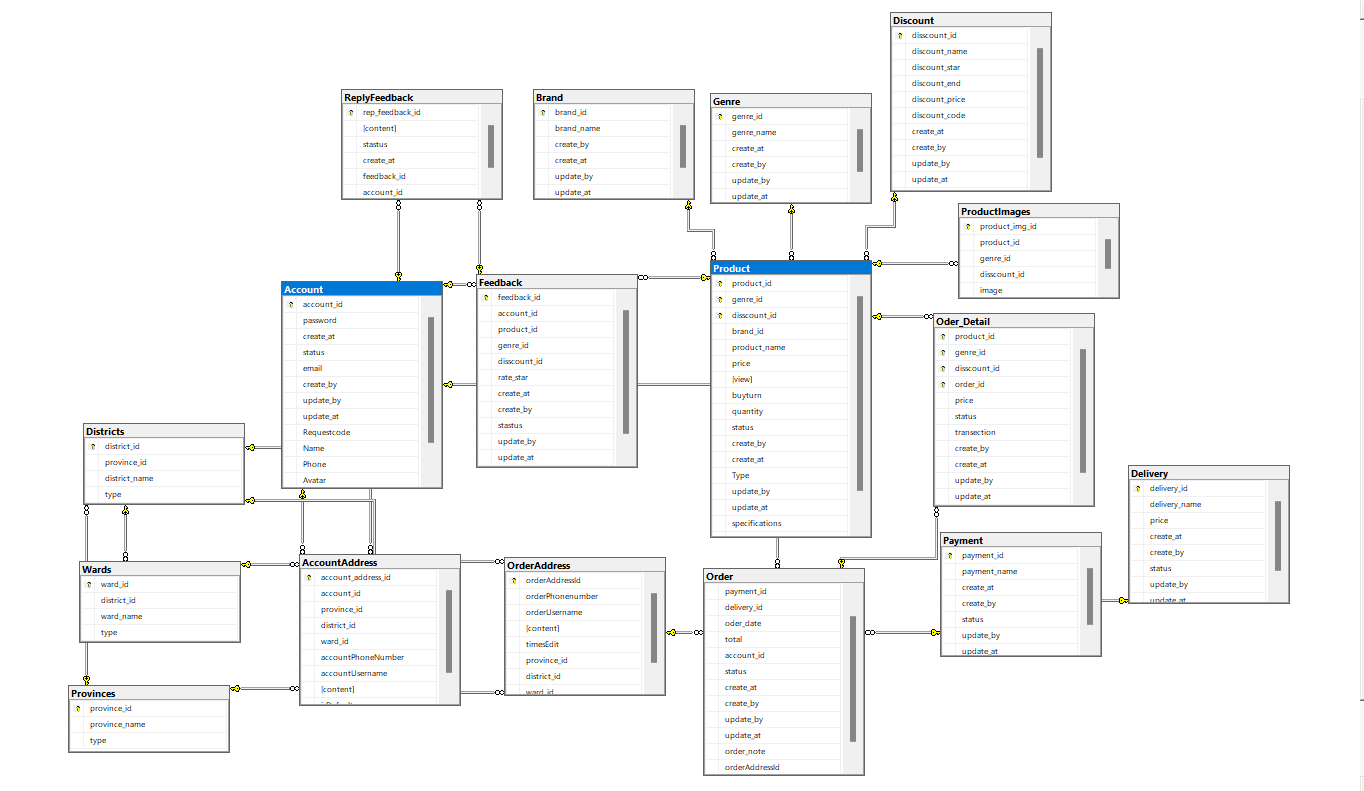 Discount
disscount_id
discount_name
discount_star
discount_end
discount_price
discount_code
create_at
create_by
update_by
update_at
ReplyFeedback
rep_feedback_id
[content]
stastus
create_at
feedback_id
account_id
Brand
brand_id
brand_name
create_by
create_at
update_by
update_at
Genre
genre_id
genre_name
create_at
create_by
update_by
update_at
ProductImages
product_img_id
product_id
genre_id
disscount_id
image
Account
account_id
password
create_at
status
email
create_by
update_by
update_at
Requestcode
Name
Phone
Avatar
Feedback
feedback_id
account_id
product_id
genre_id
disscount_id
rate_star
create_at
create_by
stastus
update_by
update_at
Product
product_id
genre_id
disscount_id
brand_id
product_name
price
[view]
buyturn
quantity
status
create_by
create_at
Type
update_by
update_at
specifications
Oder_Detail
product_id
genre_id
disscount_id
order_id
price
status
transection
create_by
create_at
update_by
update_at
Districts
district_id
province_id
district_name
type
Delivery
delivery_id
delivery_name
price
create_at
create_by
status
update_by
update_at
Wards
ward_id
district_id
ward_name
type
AccountAddress
account_address_id
account_id
province_id
district_id
ward_id
accountPhoneNumber
accountUsername
[content]
OrderAddress
orderAddressId
orderPhonenumber
orderUsername
[content]
timesEdit
province_id
district_id
ward_id
Order
payment_id
delivery_id
oder_date
total
account_id
status
create_at
create_by
update_by
update_at
order_note
orderAddressId
Payment
payment_id
payment_name
create_at
create_by
status
update_by
update_at
Provinces
province_id
province_name
type